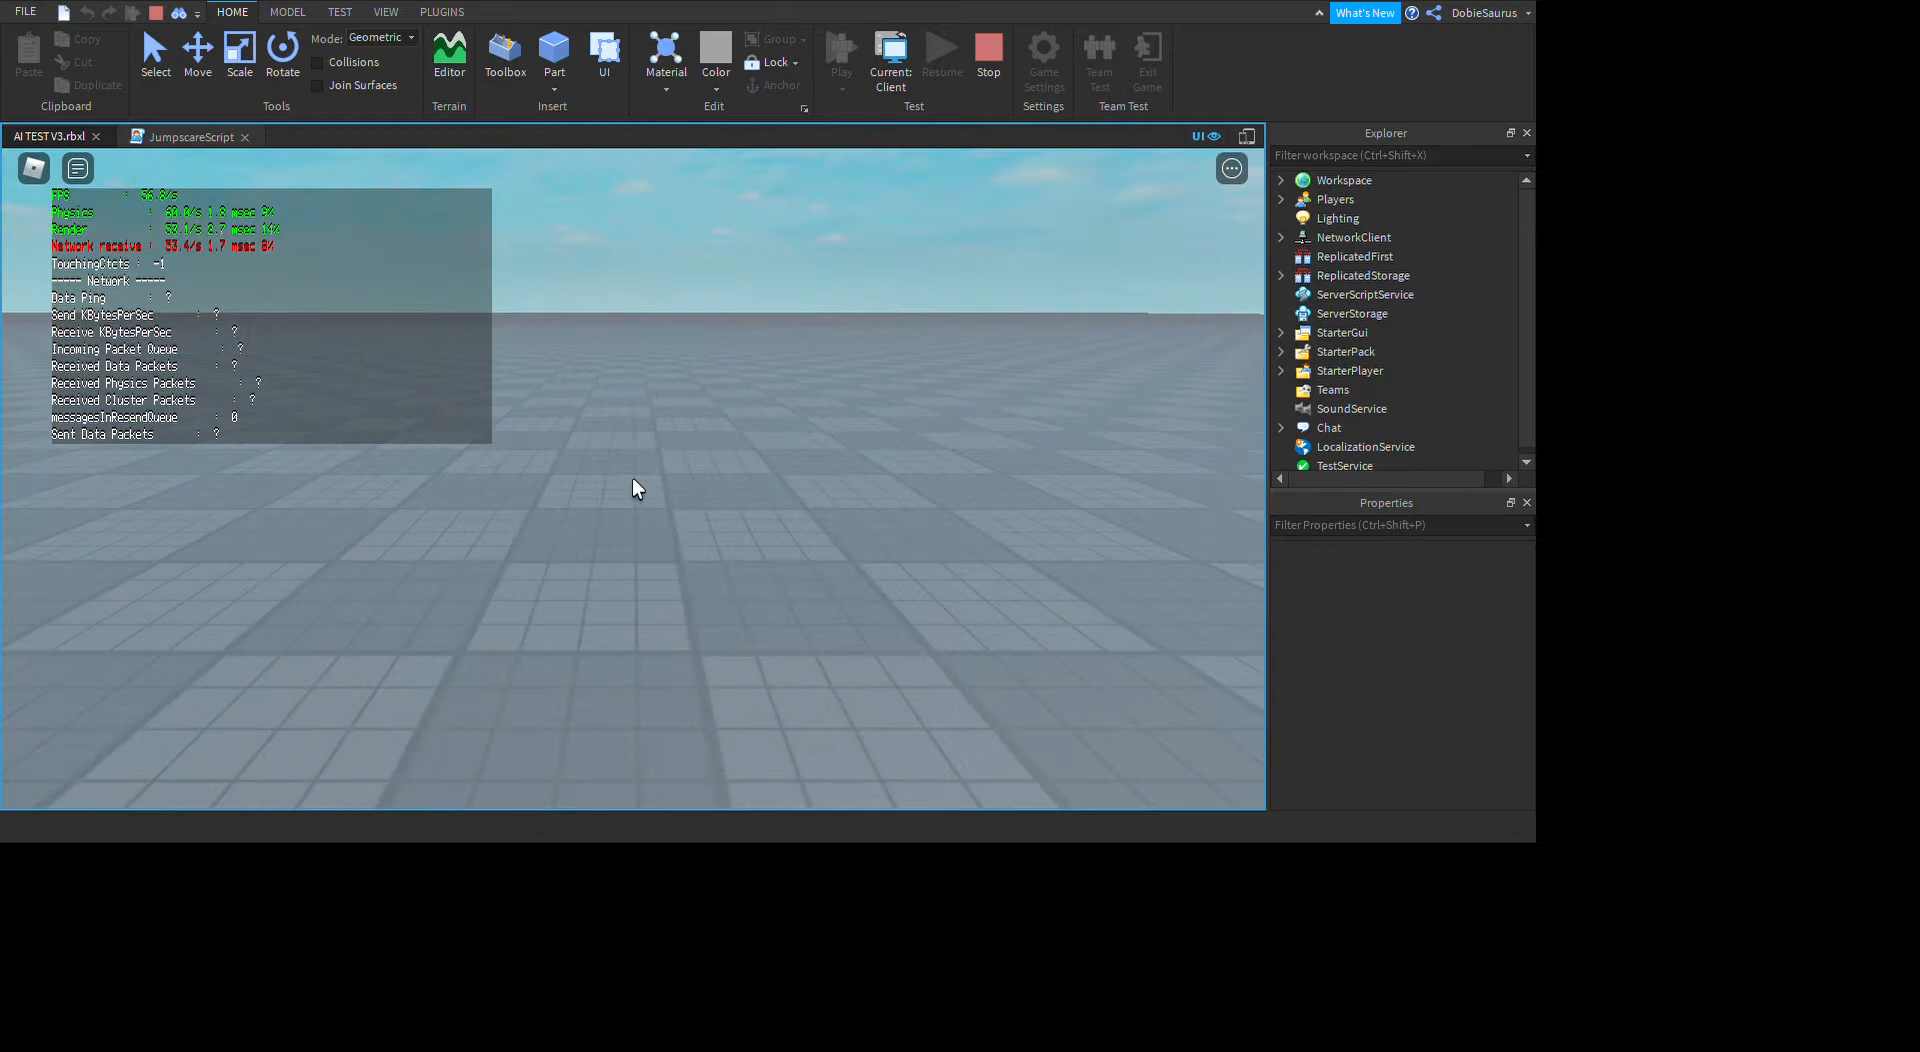 FILE HOME MODEL TEST VIEW PLUGINS What's New DobieSaurus
Paste Copy Cut Duplicate
Clipboard
Select Move Scale Rotate Mode: Geometric Collisions Join Surfaces
Tools
Editor
Terrain
Toolbox Part UI
Insert
Material Color Group Lock Anchor
Edit
Play Current: Client Resume Stop
Test
Game Settings
Settings
Team Test Exit Game
Team Test
AI TEST V3.rbxl JumpscareScript UI
FPS : 56.8/s
Physics : 60.0/s 1.8 msec 9%
Render : 53.1/s 2.7 msec 14%
Network receive : 53.4/s 1.7 msec 8%
TouchingCtcts : -1
----- Network -----
Data Ping : ?
Send KBytesPerSec : ?
Receive KBytesPerSec : ?
Incoming Packet Queue : ?
Received Data Packets : ?
Received Physics Packets : ?
Received Cluster Packets : ?
messagesInResendQueue : 0
Sent Data Packets : ?
Explorer
Filter workspace (Ctrl+Shift+X)
Workspace
Players
Lighting
NetworkClient
ReplicatedFirst
ReplicatedStorage
ServerScriptService
ServerStorage
StarterGui
StarterPack
StarterPlayer
Teams
SoundService
Chat
LocalizationService
TestService
Properties
Filter Properties (Ctrl+Shift+P)